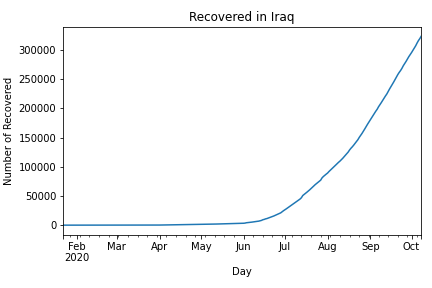 Recovered in Iraq
Number of Recovered
300000
250000
200000
150000
100000
50000
0
Feb Mar Apr May Jun Jul Aug Sep Oct
2020
Day